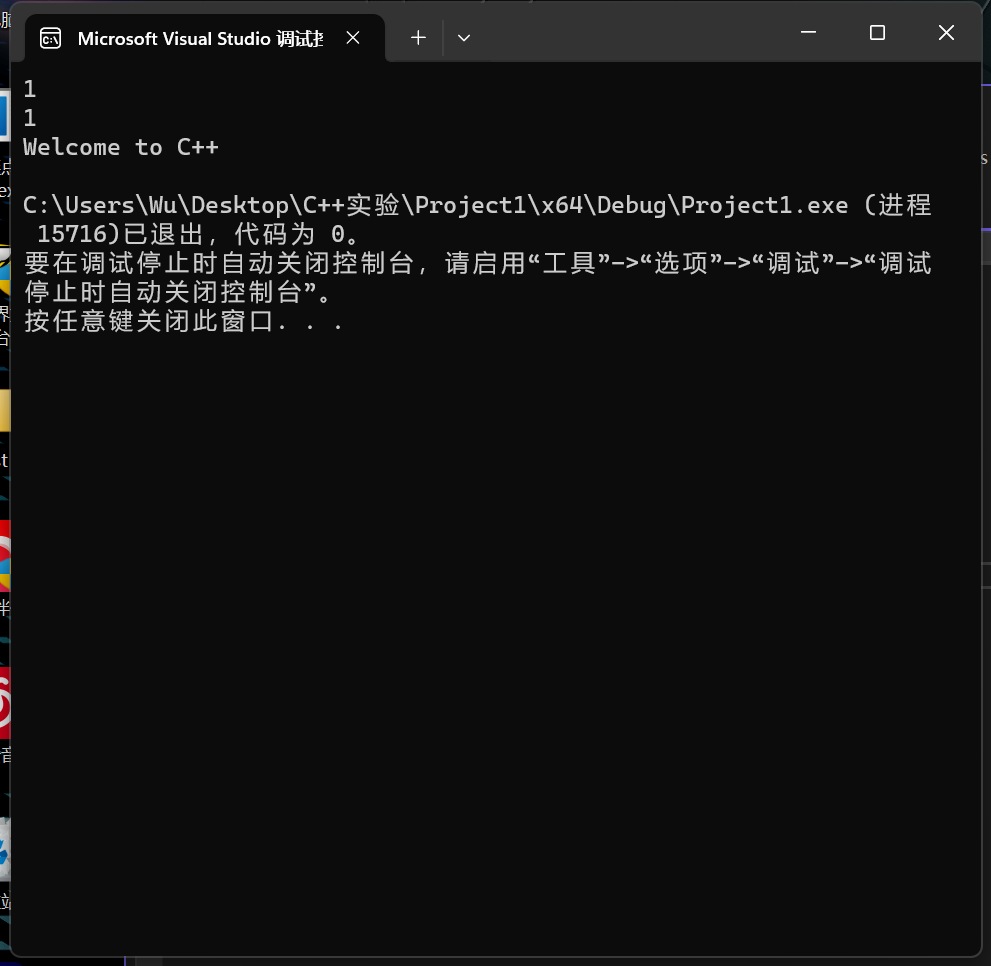 Microsoft Visual Studio 调试
1
1
Welcome to C++
C:\Users\Wu\Desktop\C++实验\Project1\x64\Debug\Project1.exe (进程
15716)已退出，代码为 0。
要在调试停止时自动关闭控制台，请启用“工具”->“选项”->“调试”->“调试
停止时自动关闭控制台”。
按任意键关闭此窗口. . .